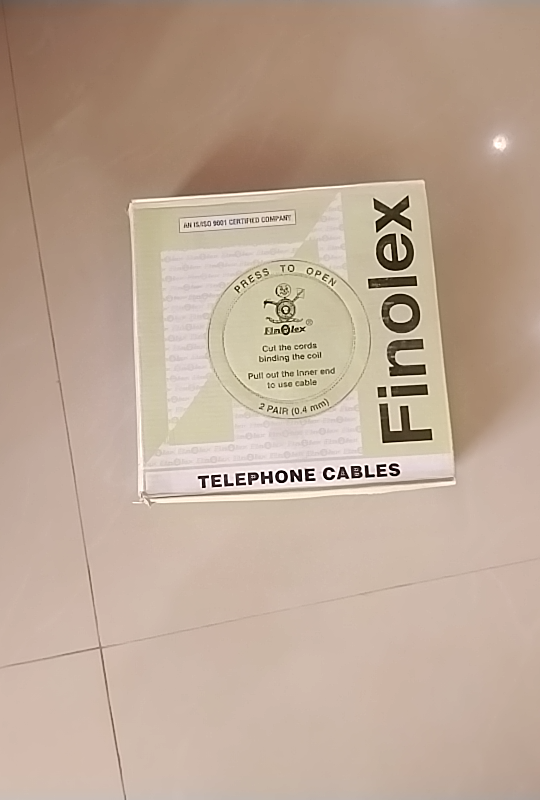 AN IS/ISO 9001 CERTIFIED COMPANY
PRESS TO OPEN
Finolex®
Cut the cords
binding the coil
Pull out the inner end
to use cable
2 PAIR (0.4 mm)
Finolex
TELEPHONE CABLES